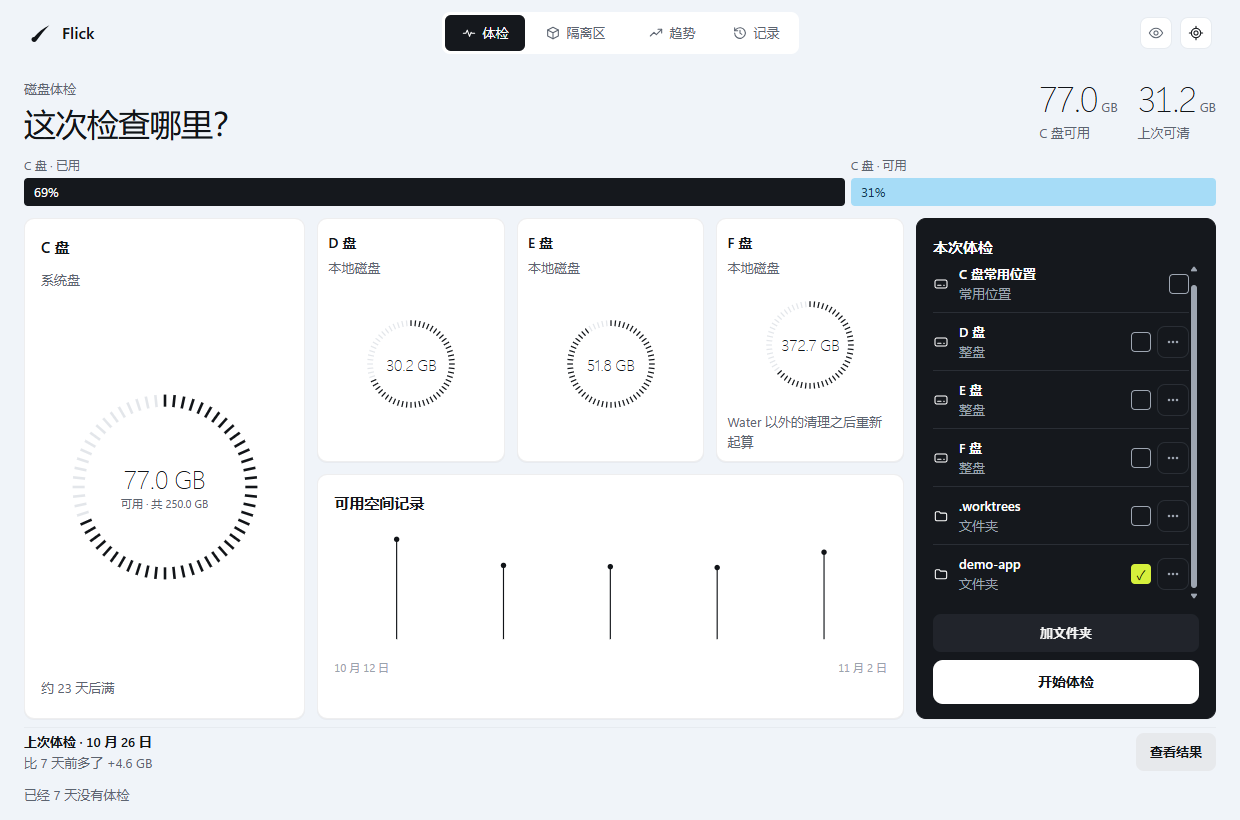 Flick
体检
隔离区
趋势
记录
磁盘体检
这次检查哪里？
77.0 GB
C 盘可用
31.2 GB
上次可清
C 盘 · 已用
69%
C 盘 · 可用
31%
C 盘
系统盘
77.0 GB
可用 · 共 250.0 GB
约 23 天后满
D 盘
本地磁盘
30.2 GB
E 盘
本地磁盘
51.8 GB
F 盘
本地磁盘
372.7 GB
Water 以外的清理之后重新
起算
可用空间记录
10 月 12 日
11 月 2 日
本次体检
C 盘常用位置
常用位置
D 盘
整盘
E 盘
整盘
F 盘
整盘
.worktrees
文件夹
demo-app
文件夹
加文件夹
开始体检
上次体检 · 10 月 26 日
比 7 天前多了 +4.6 GB
已经 7 天没有体检
查看结果